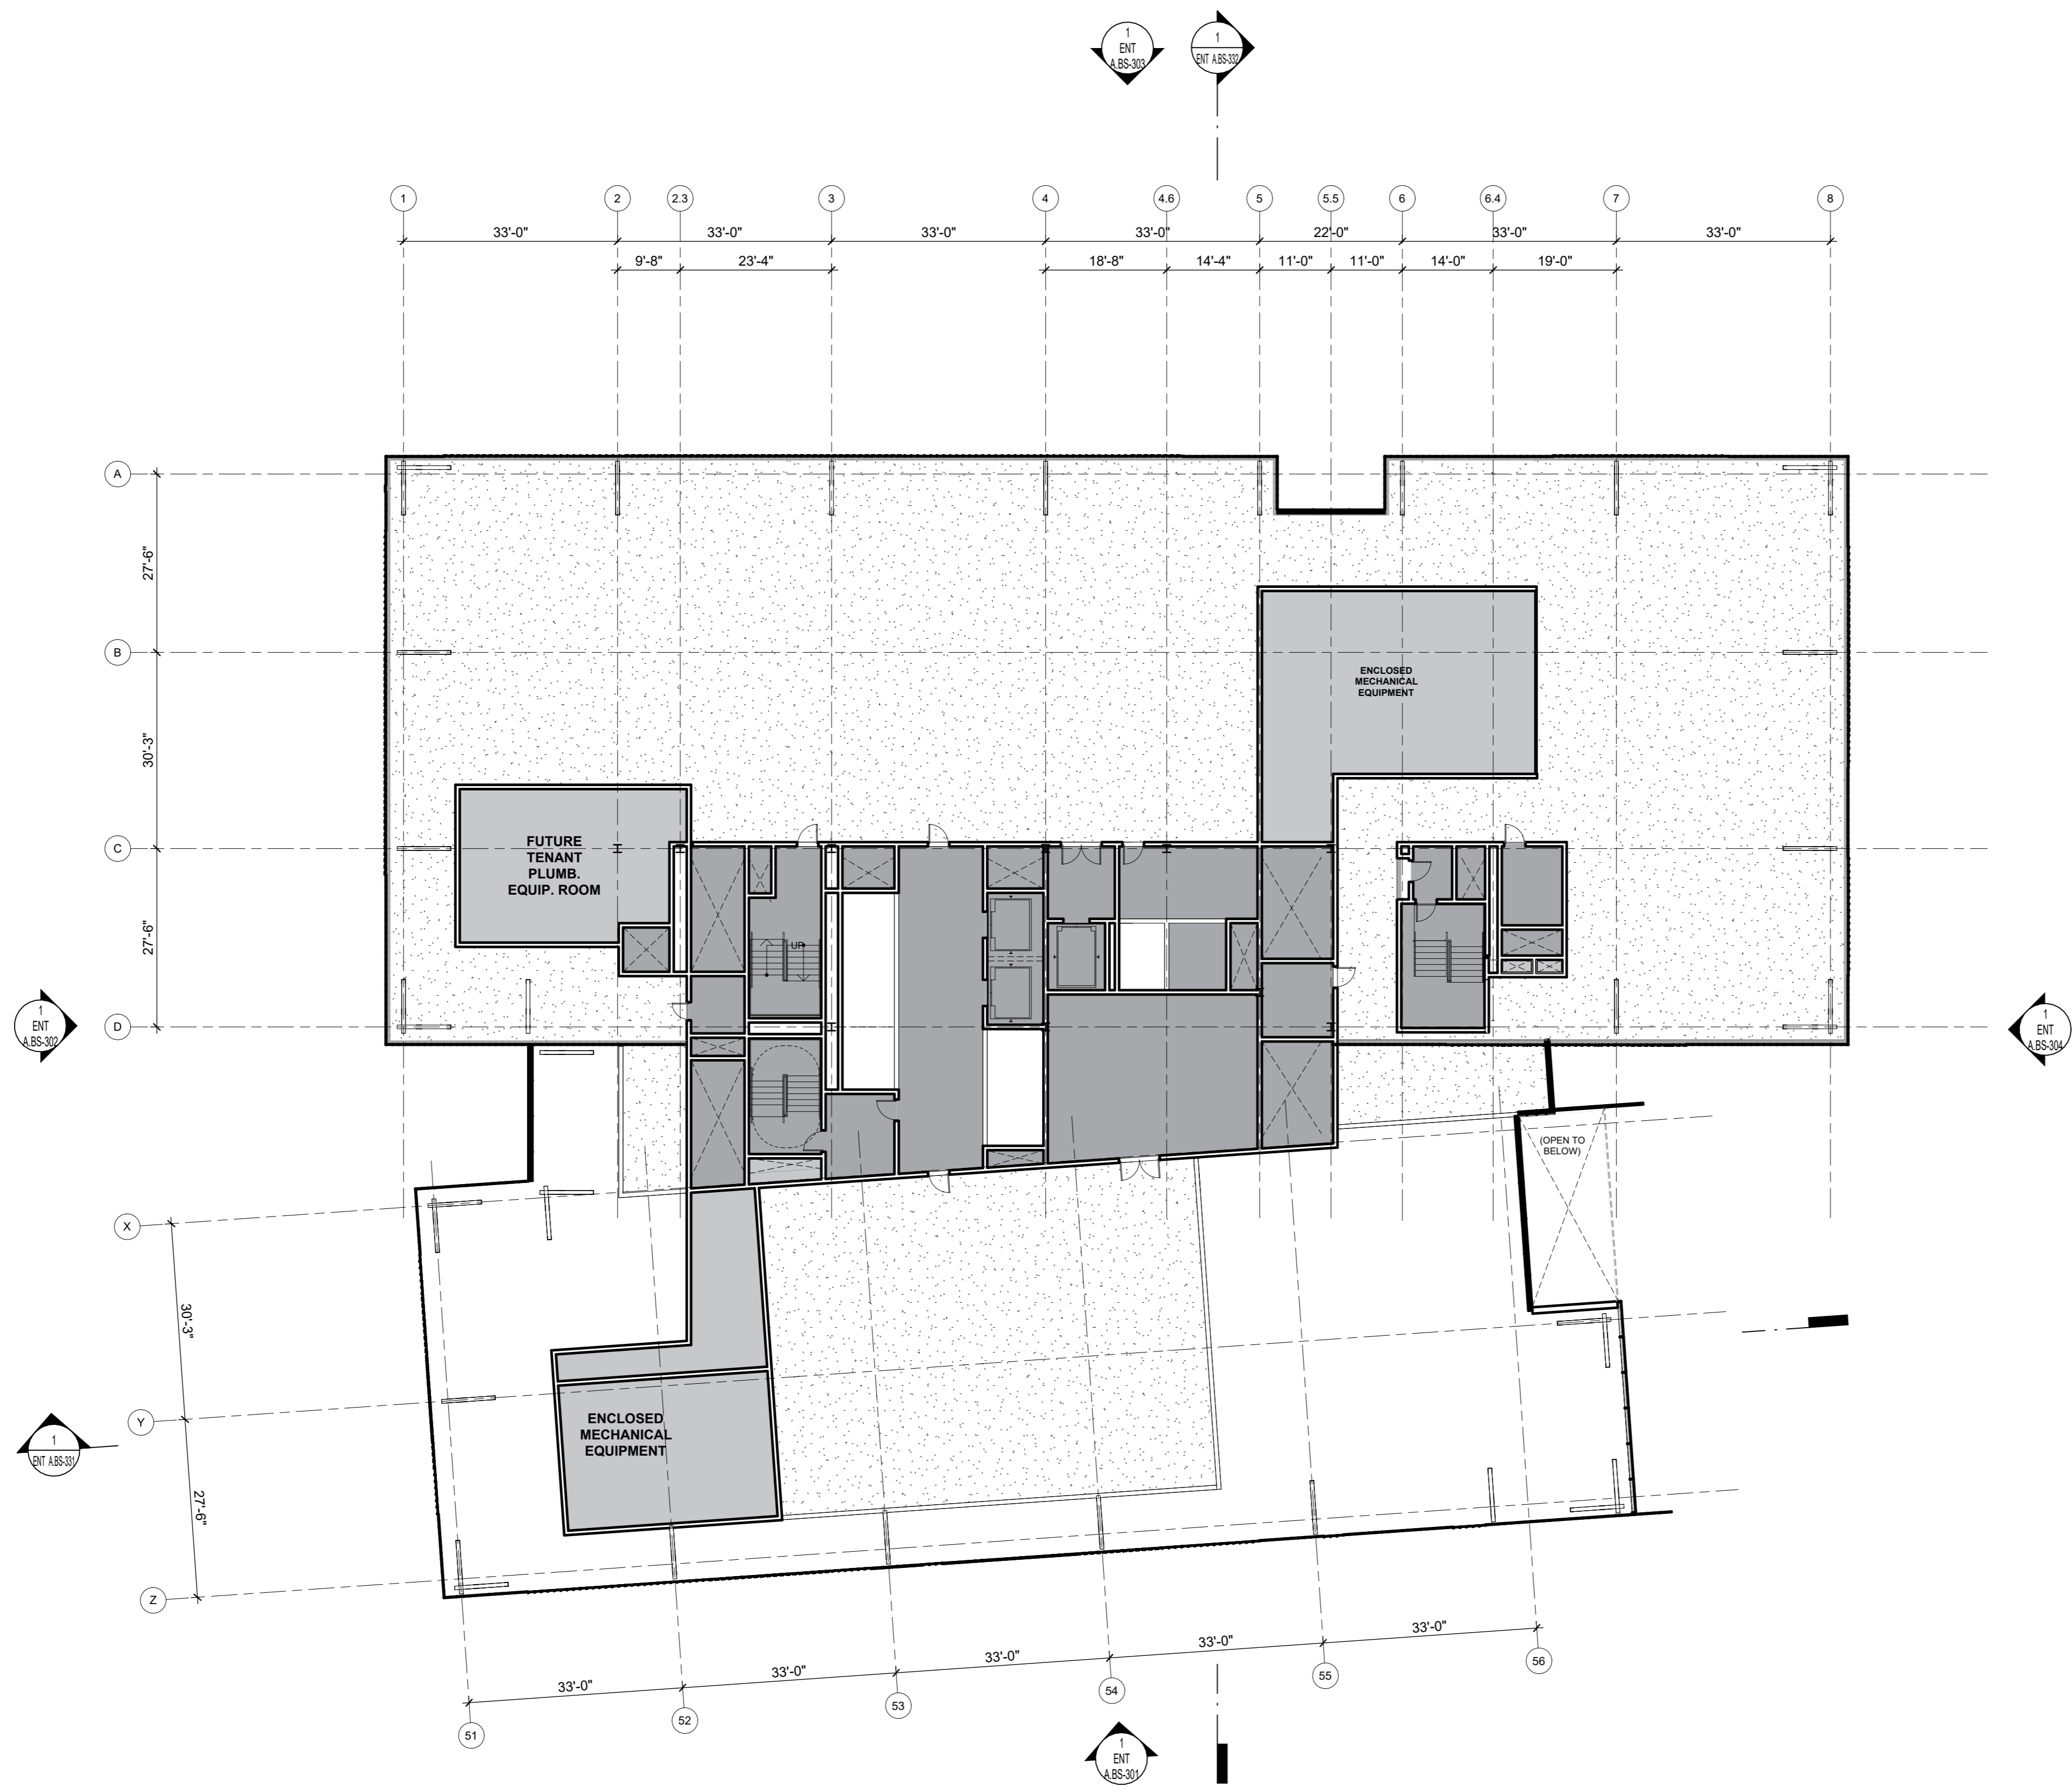 1
ENT
A.BS-303
1
ENT A.BS-332
1
2
2.3
3
4
4.6
5
5.5
6
6.4
7
8
33'-0"
33'-0"
33'-0"
33'-0"
22'-0"
33'-0"
33'-0"
9'-8"
23'-4"
18'-8"
14'-4"
11'-0"
11'-0"
14'-0"
19'-0"
A
27'-6"
B
30'-3"
C
27'-6"
D
ENCLOSED
MECHANICAL
EQUIPMENT
FUTURE
TENANT
PLUMB.
EQUIP. ROOM
UP
1
ENT
A.BS-302
1
ENT
A.BS-304
(OPEN TO
BELOW)
X
30'-3"
Y
27'-6"
Z
ENCLOSED
MECHANICAL
EQUIPMENT
1
ENT A.BS-331
33'-0"
33'-0"
33'-0"
33'-0"
33'-0"
51
52
53
54
55
56
1
ENT
A.BS-301